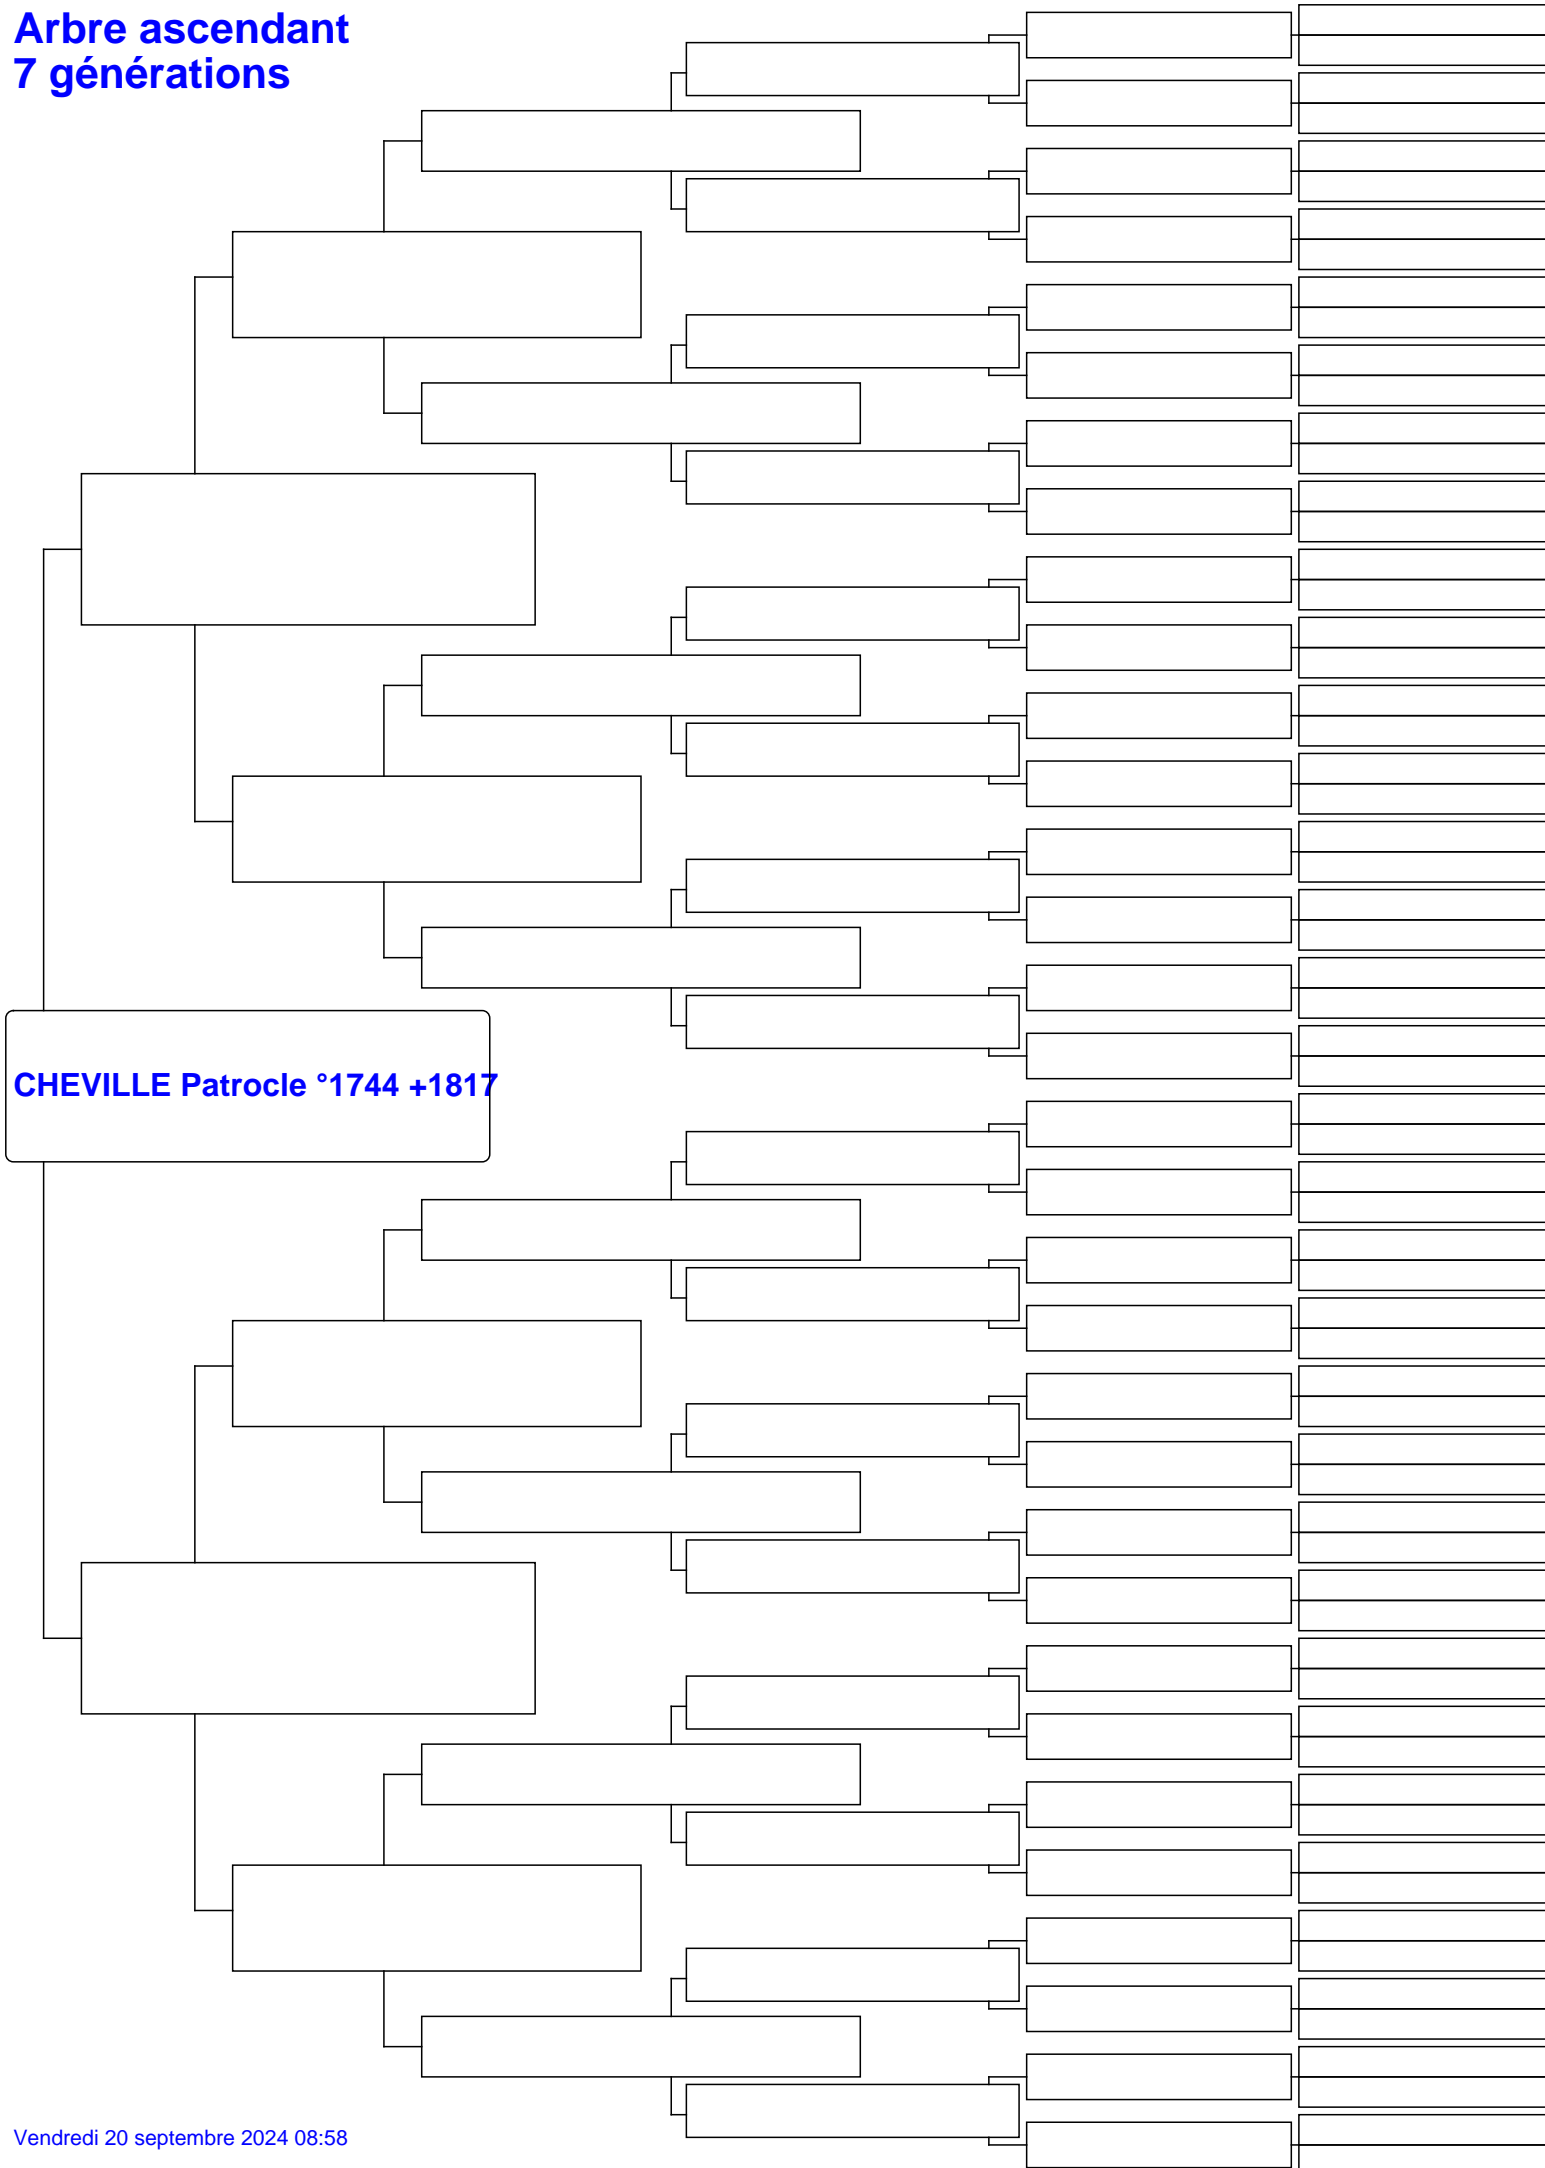 Arbre ascendant
7 générations
CHEVILLE Patrocle °1744 +1817
Vendredi 20 septembre 2024 08:58